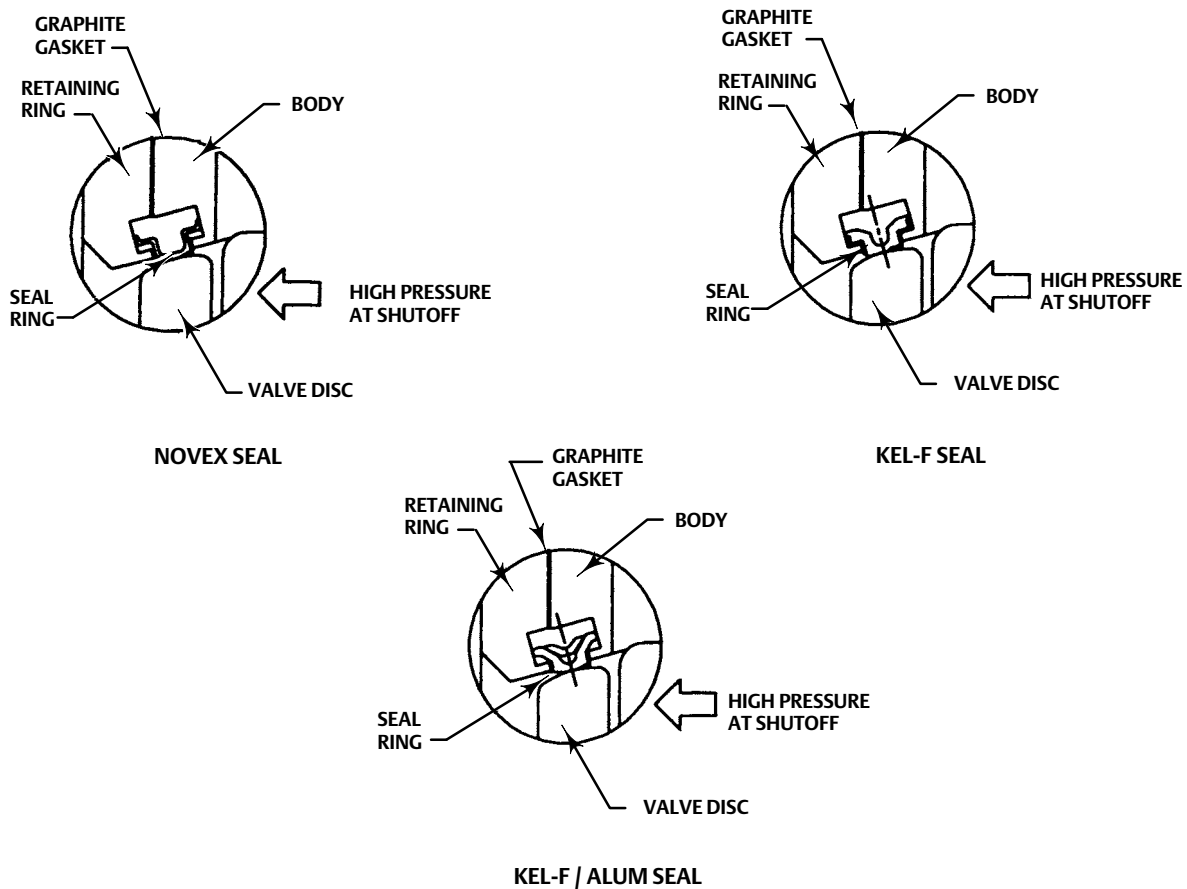 GRAPHITE
GASKET
RETAINING
RING
BODY
SEAL
RING
HIGH PRESSURE
AT SHUTOFF
VALVE DISC
NOVEX SEAL
GRAPHITE
GASKET
RETAINING
RING
BODY
SEAL
RING
HIGH PRESSURE
AT SHUTOFF
VALVE DISC
KEL-F SEAL
GRAPHITE
GASKET
RETAINING
RING
BODY
SEAL
RING
HIGH PRESSURE
AT SHUTOFF
VALVE DISC
KEL-F / ALUM SEAL